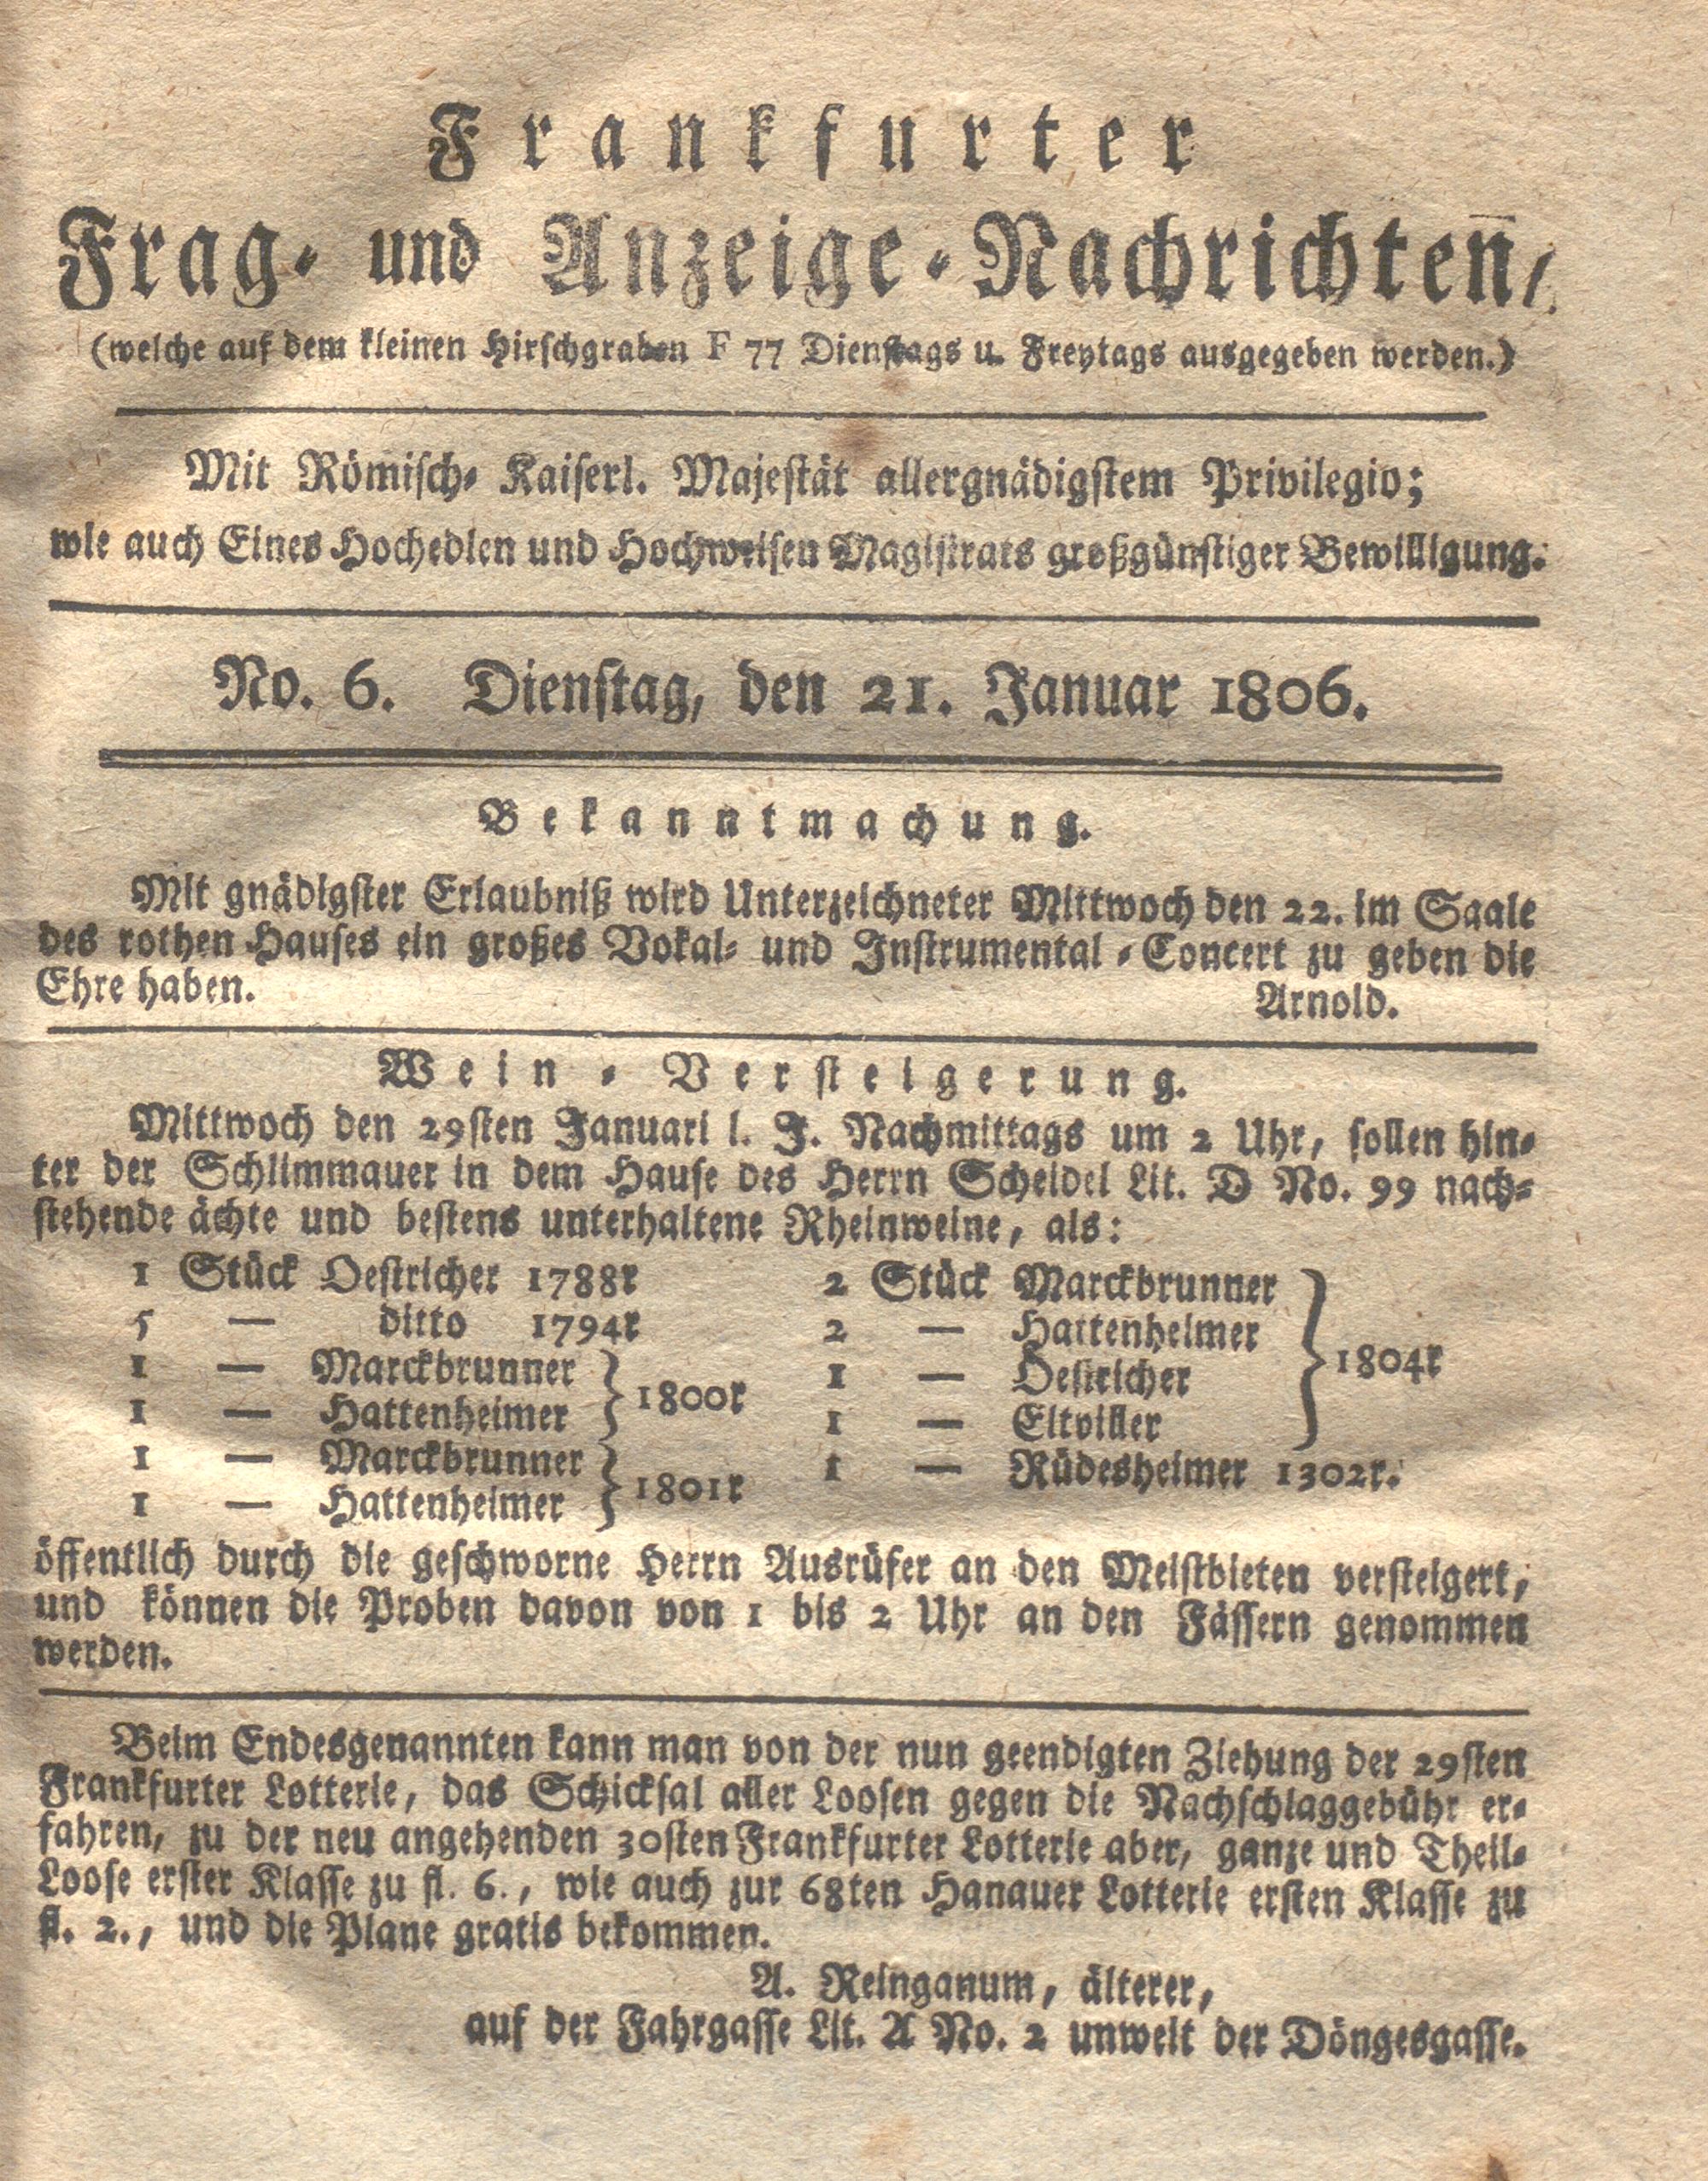 Frankfurter
Frag- und Anzeige-Nachrichten,
(welche auf dem kleinen Hirschgraben F 77 Dienstags u. Freytags ausgegeben werden.)
Mit Römisch- Kaiserl. Majestät allergnädigstem Privilegio;
wie auch Eines Hochedlen und Hochweisen Magistrats großgünstiger Bewilligung.
No. 6. Dienstag, den 21. Januar 1806.
Bekanntmachung.
Mit gnädigster Erlaubniß wird Unterzeichneter Mittwoch den 22. im Saale
des rothen Hauses ein großes Vokal- und Instrumental-Concert zu geben die
Ehre haben. Arnold.
Wein-Versteigerung.
Mittwoch den 29sten Januari l. J. Nachmittags um 2 Uhr, sollen hin-
ter der Schlimmauer in dem Hause des Herrn Scheidel Lit. D No. 99 nach-
stehende ächte und bestens unterhaltene Rheinweine, als:
1 Stück Oestricher 1788r
5 — ditto 1794r
1 — Marckbrunner } 1800r
1 — Hattenheimer
1 — Marckbrunner } 1801r
1 — Hattenheimer
2 Stück Marckbrunner
2 — Hattenheimer } 1804r
1 — Oestricher
1 — Eltviller
1 — Rüdesheimer 1302r.
öffentlich durch die geschworne Herrn Ausrüfer an den Meistbieten versteigert,
und können die Proben davon von 1 bis 2 Uhr an den Fässern genommen
werden.
Beim Endesgenannten kann man von der nun geendigten Ziehung der 29sten
Frankfurter Lotterie, das Schicksal aller Loosen gegen die Nachschlaggebühr er-
fahren, zu der neu angehenden 30sten Frankfurter Lotterie aber, ganze und Theil-
Loose erster Klasse zu fl. 6., wie auch zur 68ten Hanauer Lotterie ersten Klasse zu
fl. 2., und die Plane gratis bekommen.
A. Reinganum, älterer,
auf der Fahrgasse Lit. A No. 2 unweit der Döngesgasse.